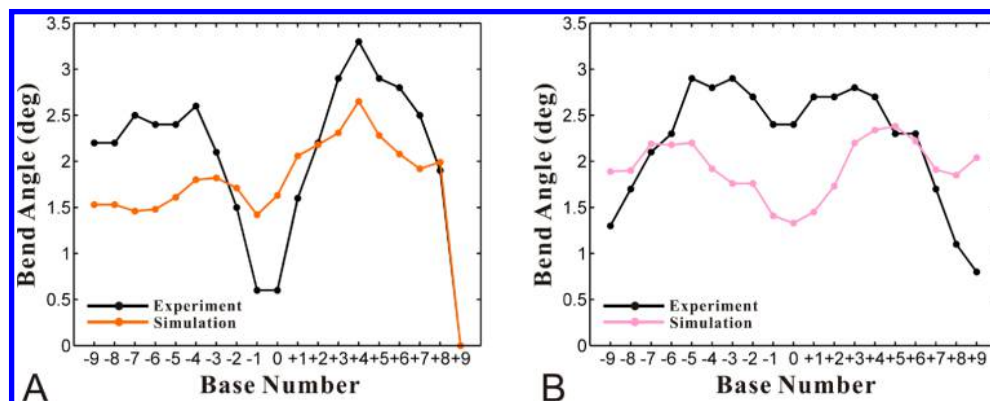 3.5
3
2.5
2
1.5
1
0.5
0
Bend Angle (deg)
Experiment
Simulation
-9 -8 -7 -6 -5 -4 -3 -2 -1 0 +1 +2 +3 +4 +5 +6 +7 +8 +9
Base Number
A
3.5
3
2.5
2
1.5
1
0.5
0
Bend Angle (deg)
Experiment
Simulation
-9 -8 -7 -6 -5 -4 -3 -2 -1 0 +1 +2 +3 +4 +5 +6 +7 +8 +9
Base Number
B